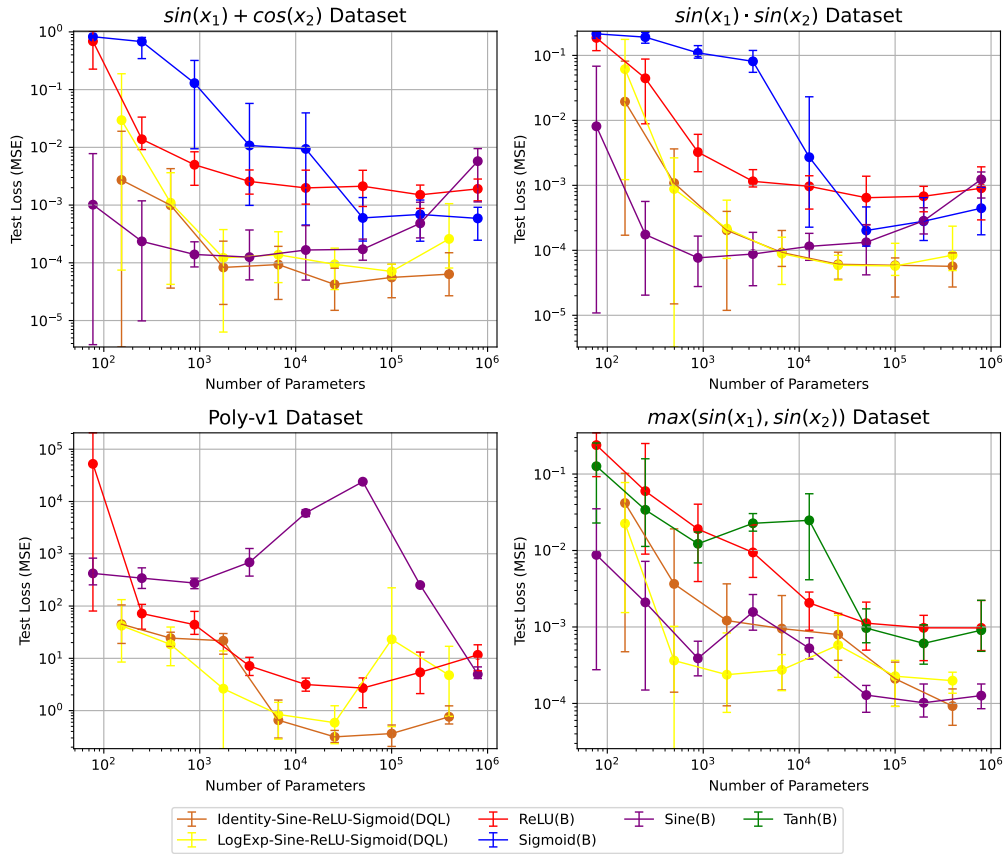 sin(x₁) + cos(x₂) Dataset
Test Loss (MSE)
10⁰
10⁻¹
10⁻²
10⁻³
10⁻⁴
10⁻⁵
10² 10³ 10⁴ 10⁵ 10⁶
Number of Parameters
sin(x₁) · sin(x₂) Dataset
Test Loss (MSE)
10⁻¹
10⁻²
10⁻³
10⁻⁴
10⁻⁵
10² 10³ 10⁴ 10⁵ 10⁶
Number of Parameters
Poly-v1 Dataset
Test Loss (MSE)
10⁵
10⁴
10³
10²
10¹
10⁰
10² 10³ 10⁴ 10⁵ 10⁶
Number of Parameters
max(sin(x₁), sin(x₂)) Dataset
Test Loss (MSE)
10⁻¹
10⁻²
10⁻³
10⁻⁴
10² 10³ 10⁴ 10⁵ 10⁶
Number of Parameters
Identity-Sine-ReLU-Sigmoid(DQL) ReLU(B) Sine(B) Tanh(B)
LogExp-Sine-ReLU-Sigmoid(DQL) Sigmoid(B)